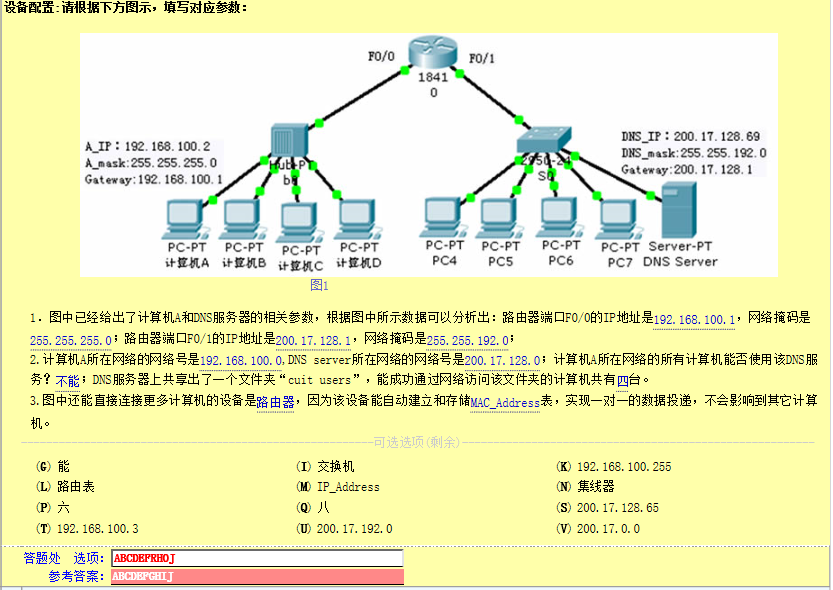 设备配置:请根据下方图示，填写对应参数:
F0/0
F0/1
1841
0
A_IP：192.168.100.2
A_mask:255.255.255.0
Gateway:192.168.100.1
DNS_IP：200.17.128.69
DNS_mask:255.255.192.0
Gateway:200.17.128.1
Hub-PT
2950-24
PC-PT
计算机A
PC-PT
计算机B
PC-PT
计算机C
PC-PT
计算机D
PC-PT
PC4
PC-PT
PC5
PC-PT
PC6
PC-PT
PC7
Server-PT
DNS Server
图1
1．图中已经给出了计算机A和DNS服务器的相关参数，根据图中所示数据可以分析出：路由器端口F0/0的IP地址是192.168.100.1，网络掩码是
255.255.255.0；路由器端口F0/1的IP地址是200.17.128.1，网络掩码是255.255.192.0；
2.计算机A所在网络的网络号是192.168.100.0,DNS server所在网络的网络号是200.17.128.0；计算机A所在网络的所有计算机能否使用该DNS服
务？不能；DNS服务器上共享出了一个文件夹“cuit users”，能成功通过网络访问该文件夹的计算机共有四台。
3.图中还能直接连接更多计算机的设备是路由器，因为该设备能自动建立和存储MAC_Address表，实现一对一的数据投递，不会影响到其它计算
机。
可选选项(剩余)
(G) 能 (I) 交换机 (K) 192.168.100.255
(L) 路由表 (M) IP_Address (N) 集线器
(P) 六 (Q) 八 (S) 200.17.128.65
(T) 192.168.100.3 (U) 200.17.192.0 (V) 200.17.0.0
答题处 选项: ABCDEFRHOJ
参考答案: ABCDEFGHIJ